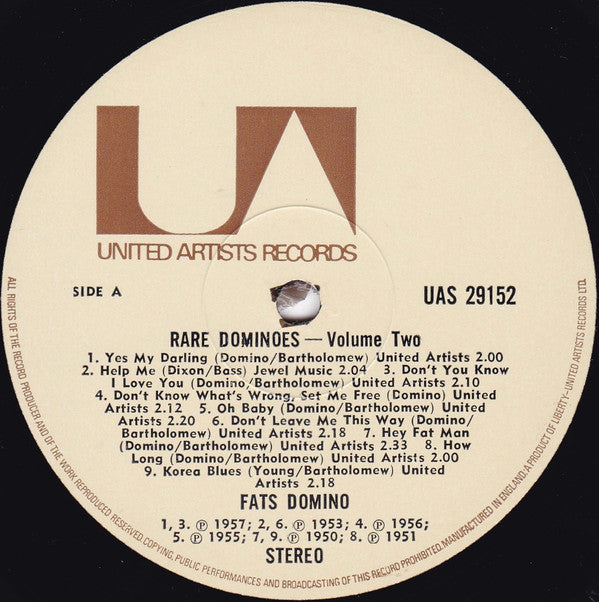 UA
UNITED ARTISTS RECORDS
SIDE A
UAS 29152
RARE DOMINOES — Volume Two
1. Yes My Darling (Domino/Bartholomew) United Artists 2.00
2. Help Me (Dixon/Bass) Jewel Music 2.04 3. Don't You Know
I Love You (Domino/Bartholomew) United Artists 2.10
4. Don't Know What's Wrong, Set Me Free (Domino) United
Artists 2.12 5. Oh Baby (Domino/Bartholomew) United
Artists 2.20 6. Don't Leave Me This Way (Domino/
Bartholomew) United Artists 2.18 7. Hey Fat Man
(Domino/Bartholomew) United Artists 2.33 8. How
Long (Domino/Bartholomew) United Artists 2.00
9. Korea Blues (Young/Bartholomew) United
Artists 2.18
FATS DOMINO
1, 3. ℗ 1957; 2, 6. ℗ 1953; 4. ℗ 1956;
5. ℗ 1955; 7, 9. ℗ 1950; 8. ℗ 1951
STEREO
ALL RIGHTS OF THE RECORD PRODUCER AND OF THE WORK REPRODUCED RESERVED. COPYING, PUBLIC PERFORMANCES AND BROADCASTING OF THIS RECORD PROHIBITED. MANUFACTURED IN ENGLAND. A PRODUCT OF LIBERTY-UNITED ARTISTS RECORDS LTD.